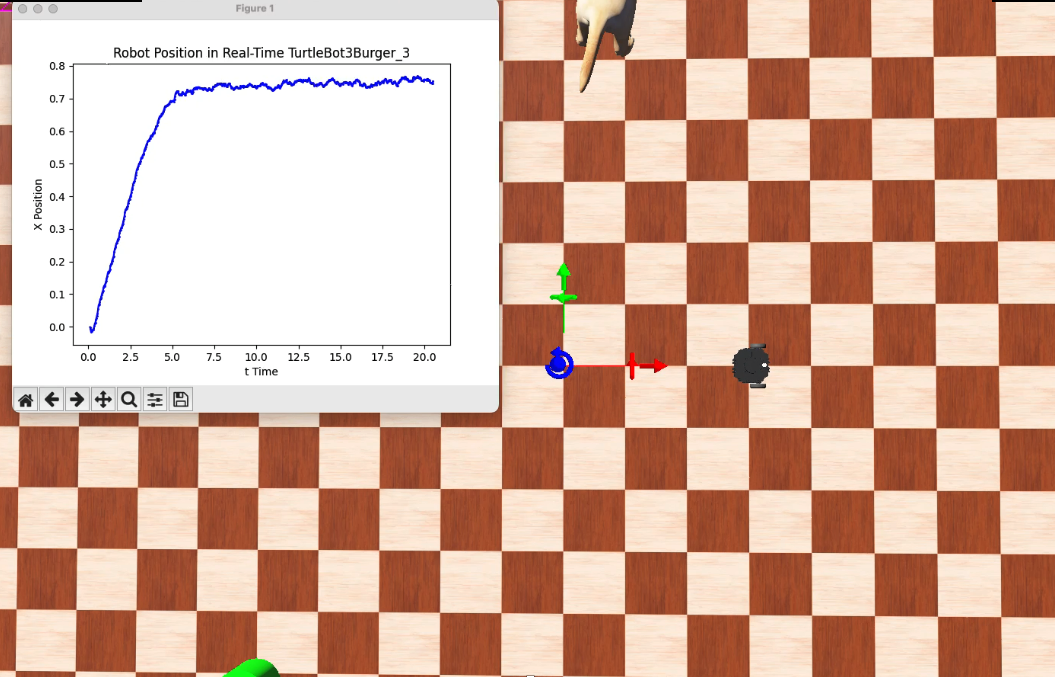 Figure 1
Robot Position in Real-Time TurtleBot3Burger_3
0.8
0.7
0.6
0.5
0.4
0.3
0.2
0.1
0.0
X Position
0.0 2.5 5.0 7.5 10.0 12.5 15.0 17.5 20.0
t Time